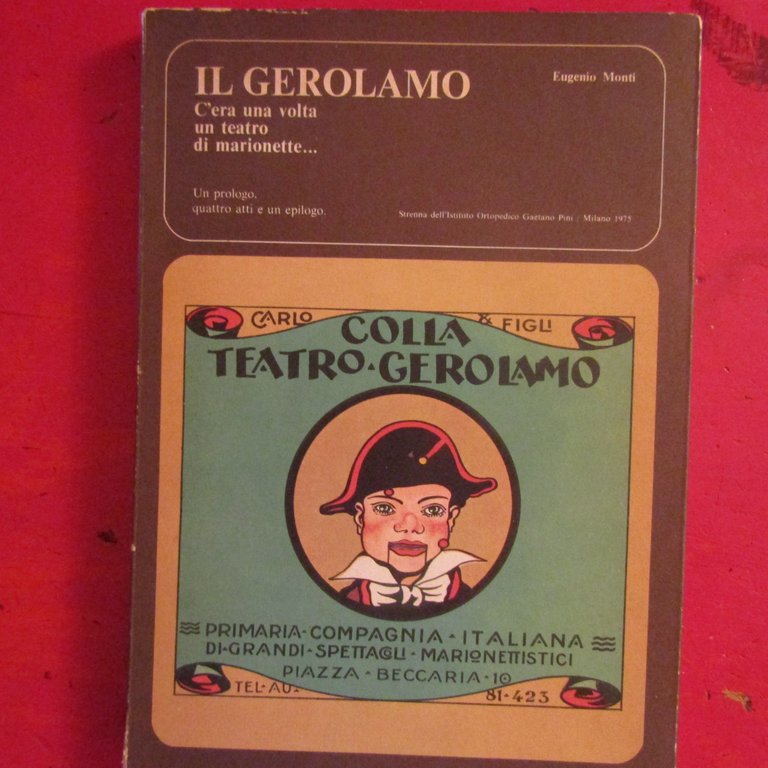 IL GEROLAMO
Eugenio Monti
C'era una volta
un teatro
di marionette...
Un prologo,
quattro atti e un epilogo.
Strenna dell'Istituto Ortopedico Gaetano Pini / Milano 1975
CARLO & FIGLI
COLLA
TEATRO·GEROLAMO
PRIMARIA·COMPAGNIA·ITALIANA
DI·GRANDI·SPETTACOLI·MARIONETTISTICI
PIAZZA·BECCARIA·10
TEL·AU· 81·423